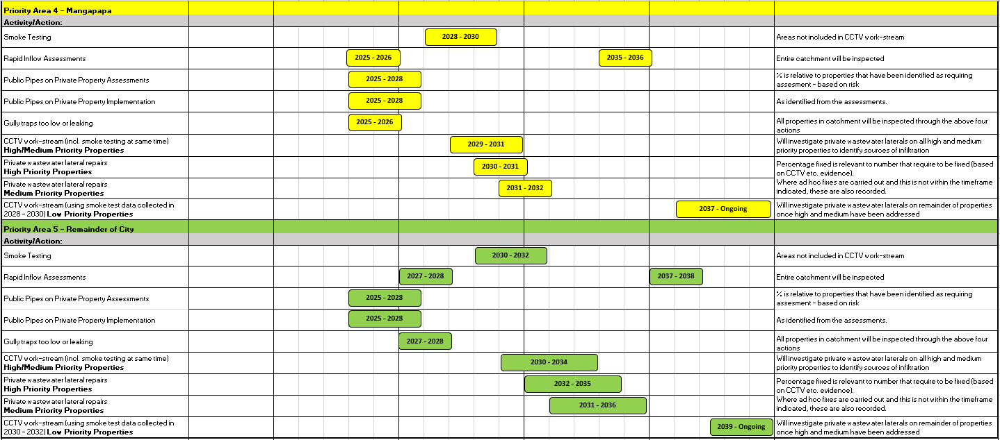 Priority Area 4 - Mangapapa
Activity/Action:
Smoke Testing
2028 - 2030
Areas not included in CCTV work-stream
Rapid Inflow Assessments
2025 - 2026
2035 - 2036
Entire catchment will be inspected
Public Pipes on Private Property Assessments
2025 - 2028
% is relative to properties that have been identified as requiring
assesment - based on risk
Public Pipes on Private Property Implementation
2025 - 2028
As identified from the assessments.
Gully traps too low or leaking
2025 - 2026
All properties in catchment will be inspected through the above four
actions
CCTV work-stream (incl. smoke testing at same time)
High/Medium Priority Properties
2029 - 2031
Will investigate private wastewater laterals on all high and medium
priority properties to identify sources of infiltration
Private wastewater lateral repairs
High Priority Properties
2030 - 2031
Percentage fixed is relevant to number that require to be fixed (based
on CCTV etc. evidence).
Private wastewater lateral repairs
Medium Priority Properties
2031 - 2032
Where ad hoc fixes are carried out and this is not within the timeframe
indicated, these are also recorded.
CCTV work-stream (using smoke test data collected in
2028 - 2030) Low Priority Properties
2037 - Ongoing
Will investigate private wastewater laterals on remainder of properties
once high and medium have been addressed
Priority Area 5 - Remainder of City
Activity/Action:
Smoke Testing
2030 - 2032
Areas not included in CCTV work-stream
Rapid Inflow Assessments
2027 - 2028
2037 - 2038
Entire catchment will be inspected
Public Pipes on Private Property Assessments
2025 - 2028
% is relative to properties that have been identified as requiring
assesment - based on risk
Public Pipes on Private Property Implementation
2025 - 2028
As identified from the assessments.
Gully traps too low or leaking
2027 - 2028
All properties in catchment will be inspected through the above four
actions
CCTV work-stream (incl. smoke testing at same time)
High/Medium Priority Properties
2030 - 2034
Will investigate private wastewater laterals on all high and medium
priority properties to identify sources of infiltration
Private wastewater lateral repairs
High Priority Properties
2032 - 2035
Percentage fixed is relevant to number that require to be fixed (based
on CCTV etc. evidence).
Private wastewater lateral repairs
Medium Priority Properties
2031 - 2036
Where ad hoc fixes are carried out and this is not within the timeframe
indicated, these are also recorded.
CCTV work-stream (using smoke test data collected in
2030 - 2032) Low Priority Properties
2039 - Ongoing
Will investigate private wastewater laterals on remainder of properties
once high and medium have been addressed